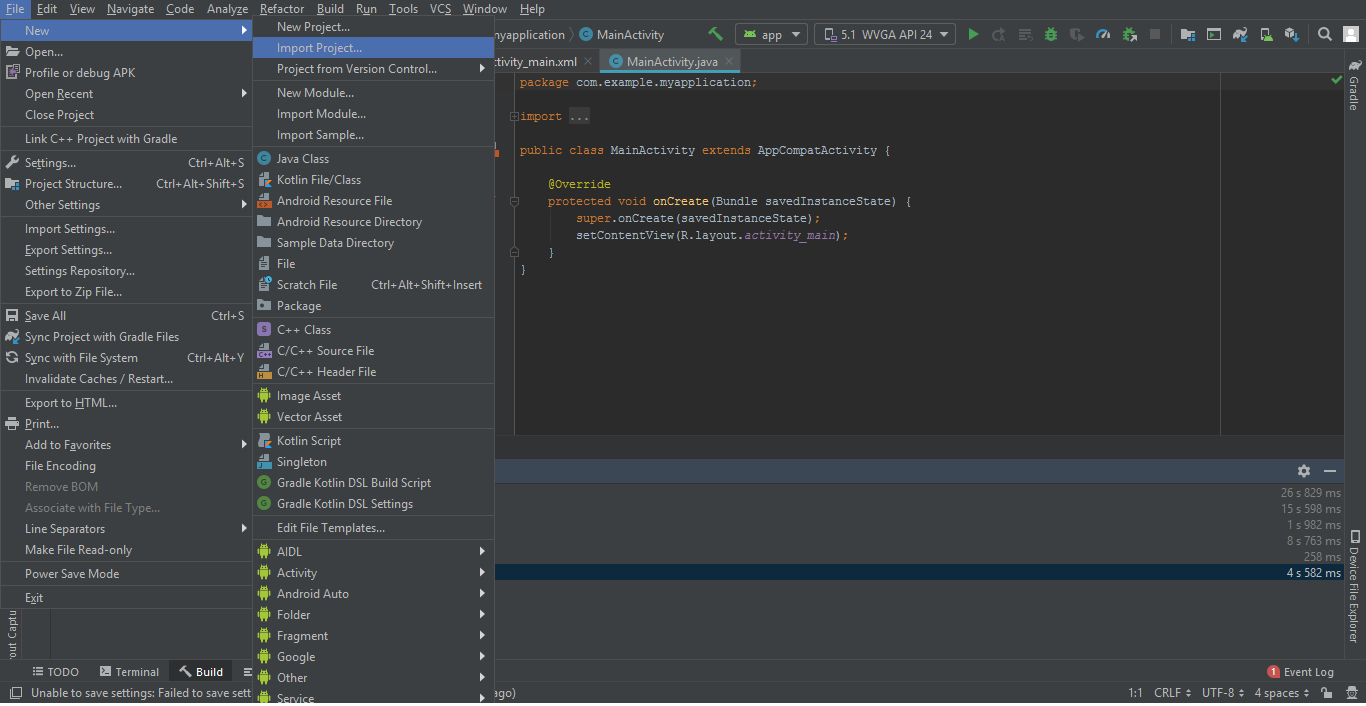 File Edit View Navigate Code Analyze Refactor Build Run Tools VCS Window Help
New
Open...
Profile or debug APK
Open Recent
Close Project
Link C++ Project with Gradle
Settings... Ctrl+Alt+S
Project Structure... Ctrl+Alt+Shift+S
Other Settings
Import Settings...
Export Settings...
Settings Repository...
Export to Zip File...
Save All Ctrl+S
Sync Project with Gradle Files
Sync with File System Ctrl+Alt+Y
Invalidate Caches / Restart...
Export to HTML...
Print...
Add to Favorites
File Encoding
Remove BOM
Associate with File Type...
Line Separators
Make File Read-only
Power Save Mode
Exit
New Project...
Import Project...
Project from Version Control...
New Module...
Import Module...
Import Sample...
Java Class
Kotlin File/Class
Android Resource File
Android Resource Directory
Sample Data Directory
File
Scratch File Ctrl+Alt+Shift+Insert
Package
C++ Class
C/C++ Source File
C/C++ Header File
Image Asset
Vector Asset
Kotlin Script
Singleton
Gradle Kotlin DSL Build Script
Gradle Kotlin DSL Settings
Edit File Templates...
AIDL
Activity
Android Auto
Folder
Fragment
Google
Other
Service
myapplication MainActivity app 5.1 WVGA API 24
ctivity_main.xml MainActivity.java
package com.example.myapplication;
import ...
public class MainActivity extends AppCompatActivity {
@Override
protected void onCreate(Bundle savedInstanceState) {
super.onCreate(savedInstanceState);
setContentView(R.layout.activity_main);
}
}
Gradle
26 s 829 ms
15 s 598 ms
1 s 982 ms
8 s 763 ms
258 ms
4 s 582 ms
Device File Explorer
out Captu
TODO Terminal Build
1 Event Log
Unable to save settings: Failed to save sett
ago)
1:1 CRLF UTF-8 4 spaces